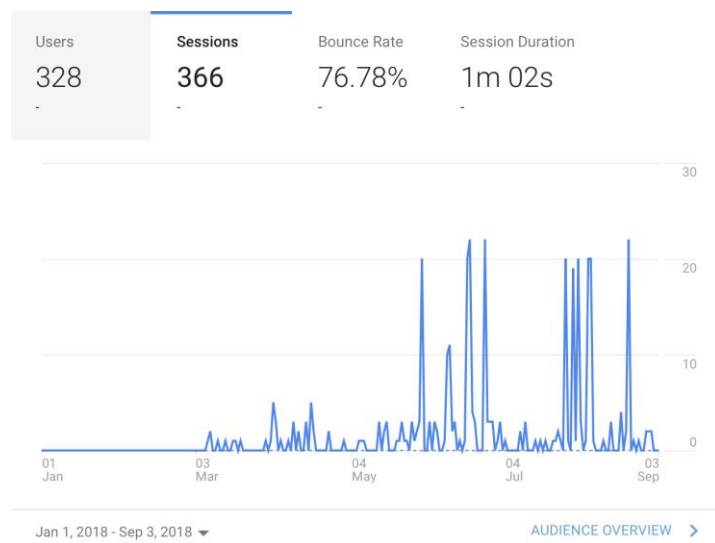 Users Sessions Bounce Rate Session Duration
328 366 76.78% 1m 02s
- - - -
30
20
10
0
01 03 04 04 03
Jan Mar May Jul Sep
Jan 1, 2018 - Sep 3, 2018 AUDIENCE OVERVIEW